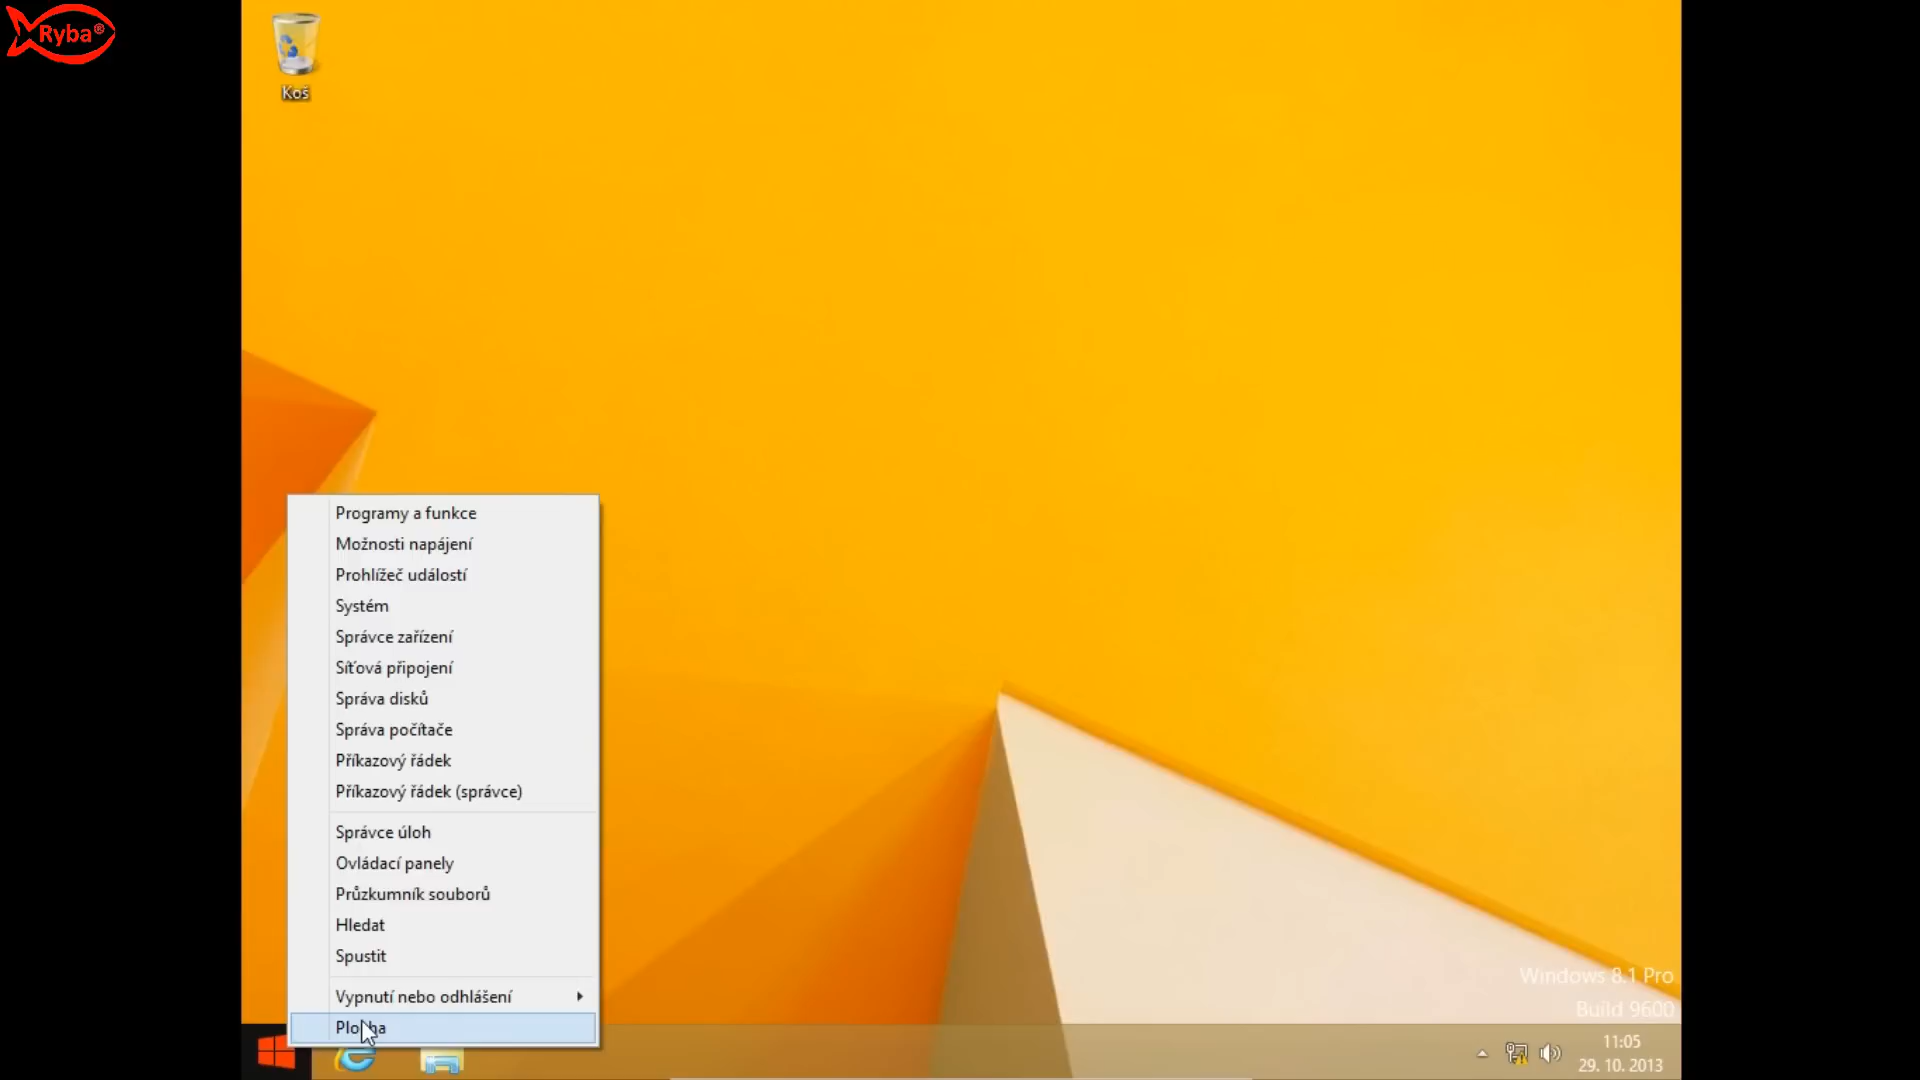 Ryba®
Koš
Programy a funkce
Možnosti napájení
Prohlížeč událostí
Systém
Správce zařízení
Síťová připojení
Správa disků
Správa počítače
Příkazový řádek
Příkazový řádek (správce)
Správce úloh
Ovládací panely
Průzkumník souborů
Hledat
Spustit
Vypnutí nebo odhlášení
Plocha
Windows 8.1 Pro
Build 9600
11:05
29. 10. 2013